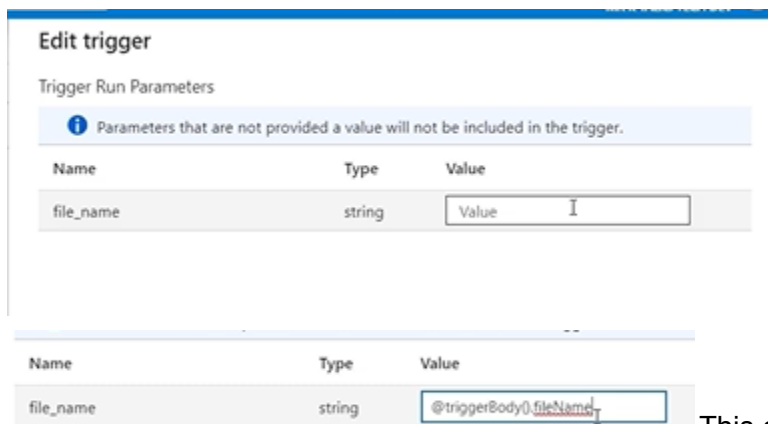 Edit trigger
Trigger Run Parameters
Parameters that are not provided a value will not be included in the trigger.
Name Type Value
file_name string Value
Name Type Value
file_name string @triggerBody().fileName
This